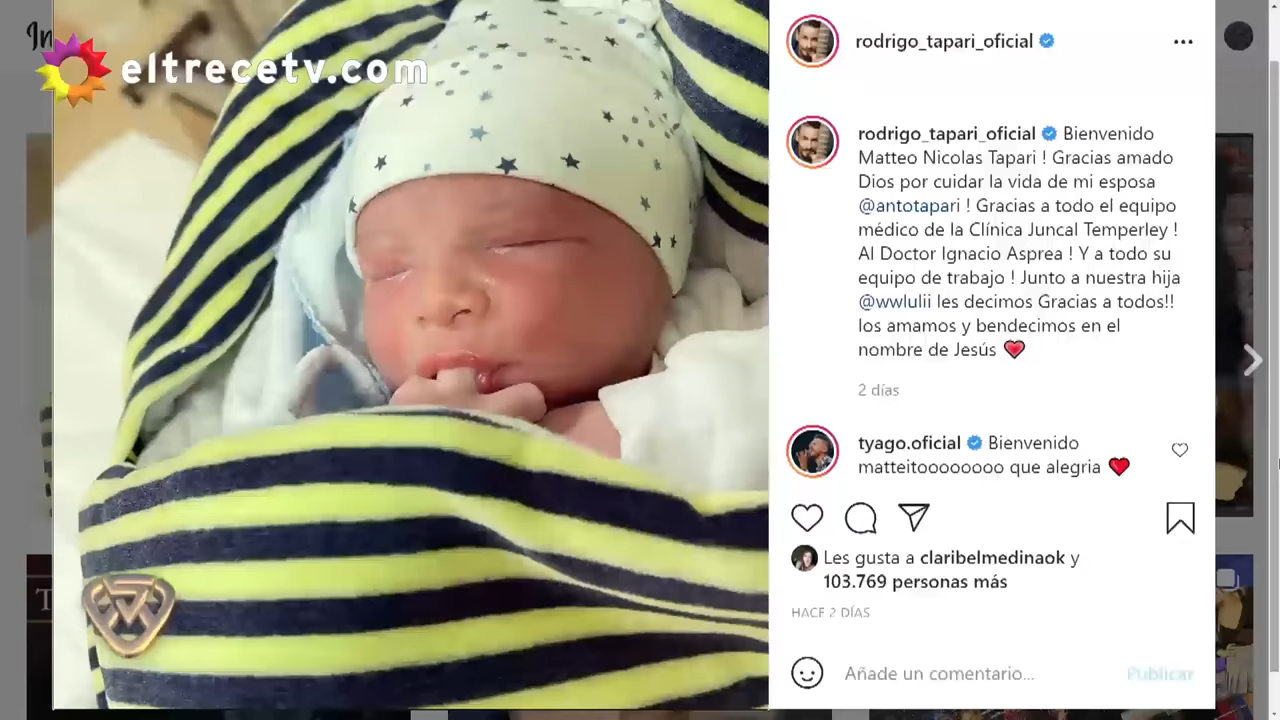 In
eltrecetv.com
rodrigo_tapari_oficial
rodrigo_tapari_oficial Bienvenido
Matteo Nicolas Tapari ! Gracias amado
Dios por cuidar la vida de mi esposa
@antotapari ! Gracias a todo el equipo
médico de la Clínica Juncal Temperley !
Al Doctor Ignacio Asprea ! Y a todo su
equipo de trabajo ! Junto a nuestra hija
@wwlulii les decimos Gracias a todos!!
los amamos y bendecimos en el
nombre de Jesús ❤
2 días
tyago.oficial Bienvenido
matteitoooooooo que alegria ❤
Les gusta a claribelmedinaok y
103.769 personas más
HACE 2 DÍAS
Añade un comentario...
Publicar
T